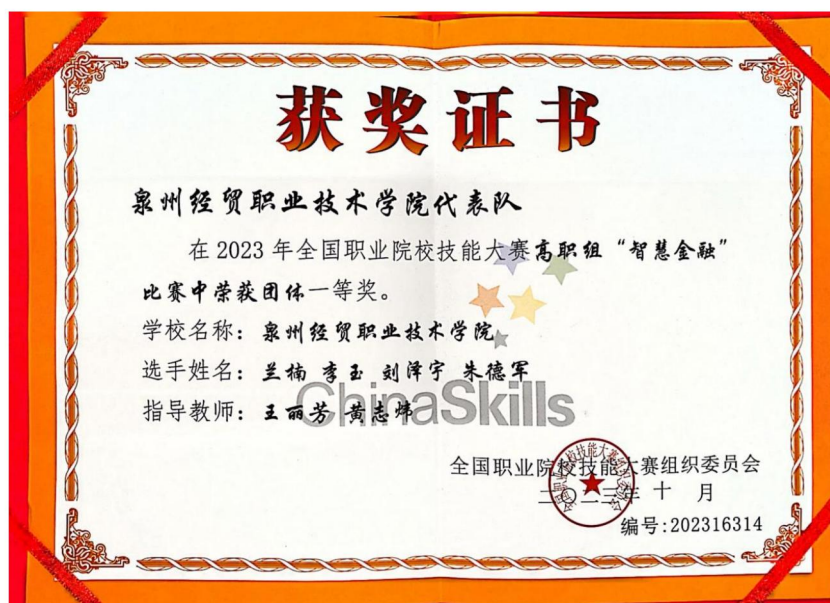 获奖证书
泉州经贸职业技术学院代表队
在2023年全国职业院校技能大赛高职组“智慧金融”
比赛中荣获团体一等奖。
学校名称：泉州经贸职业技术学院
选手姓名：兰楠 李玉 刘泽宇 朱德军
指导教师：王丽芳 黄志炜
ChinaSkills
全国职业院校技能大赛组织委员会
二〇二三年十月
编号:202316314